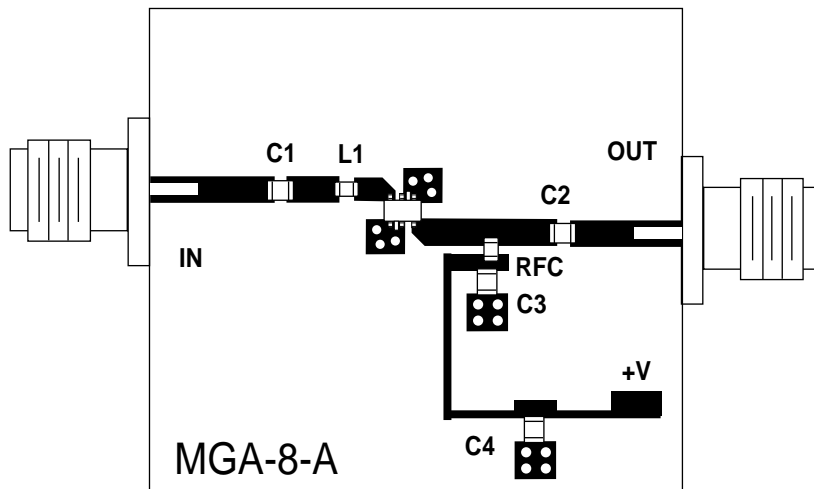 C1
L1
OUT
C2
IN
RFC
C3
+V
C4
MGA-8-A